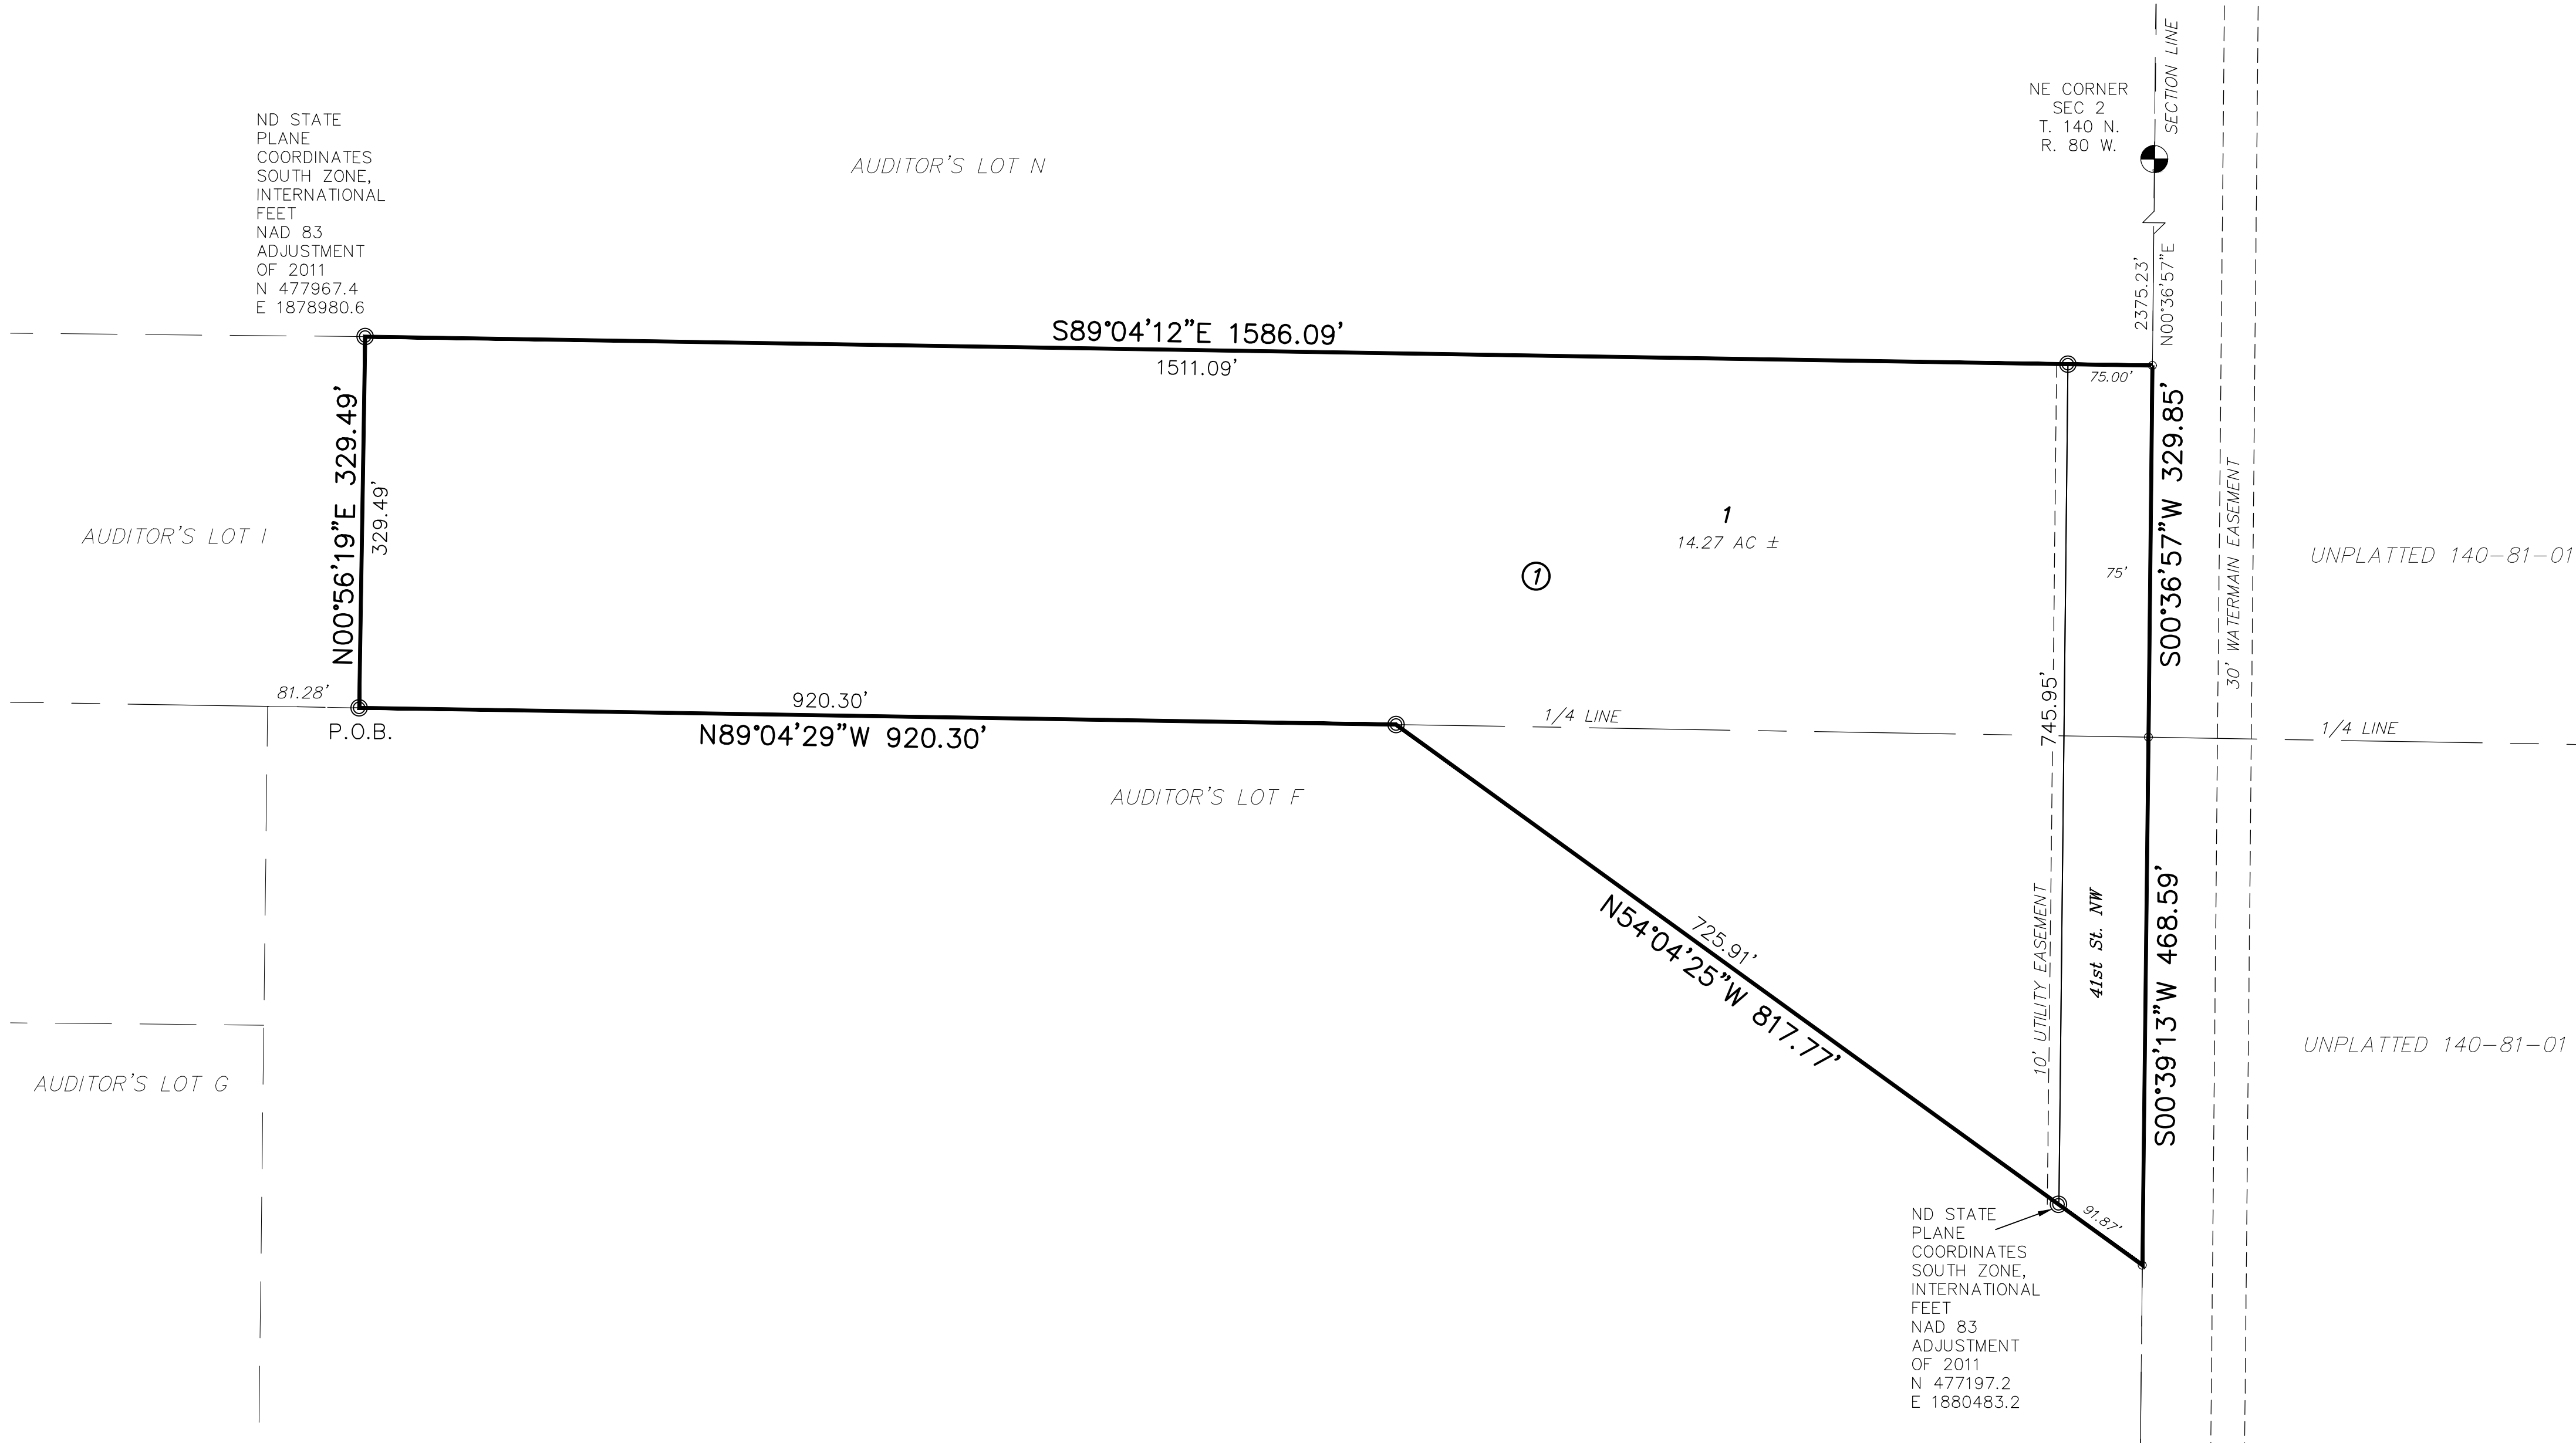 SECTION LINE
NE CORNER
SEC 2
T. 140 N.
R. 80 W.
ND STATE
PLANE
COORDINATES
SOUTH ZONE,
INTERNATIONAL
FEET
NAD 83
ADJUSTMENT
OF 2011
N 477967.4
E 1878980.6
AUDITOR'S LOT N
2375.23'
N00°36'57"E
S89°04'12"E 1586.09'
1511.09'
75.00'
N00°56'19"E 329.49'
329.49'
S00°36'57"W 329.85'
AUDITOR'S LOT I
1
14.27 AC ±
1
75'
30' WATERMAIN EASEMENT
UNPLATTED 140-81-01
81.28'
P.O.B.
920.30'
N89°04'29"W 920.30'
1/4 LINE
745.95'
1/4 LINE
AUDITOR'S LOT F
725.91'
N54°04'25"W 817.77'
10' UTILITY EASEMENT
41st St. NW
S00°39'13"W 468.59'
UNPLATTED 140-81-01
AUDITOR'S LOT G
91.87'
ND STATE
PLANE
COORDINATES
SOUTH ZONE,
INTERNATIONAL
FEET
NAD 83
ADJUSTMENT
OF 2011
N 477197.2
E 1880483.2